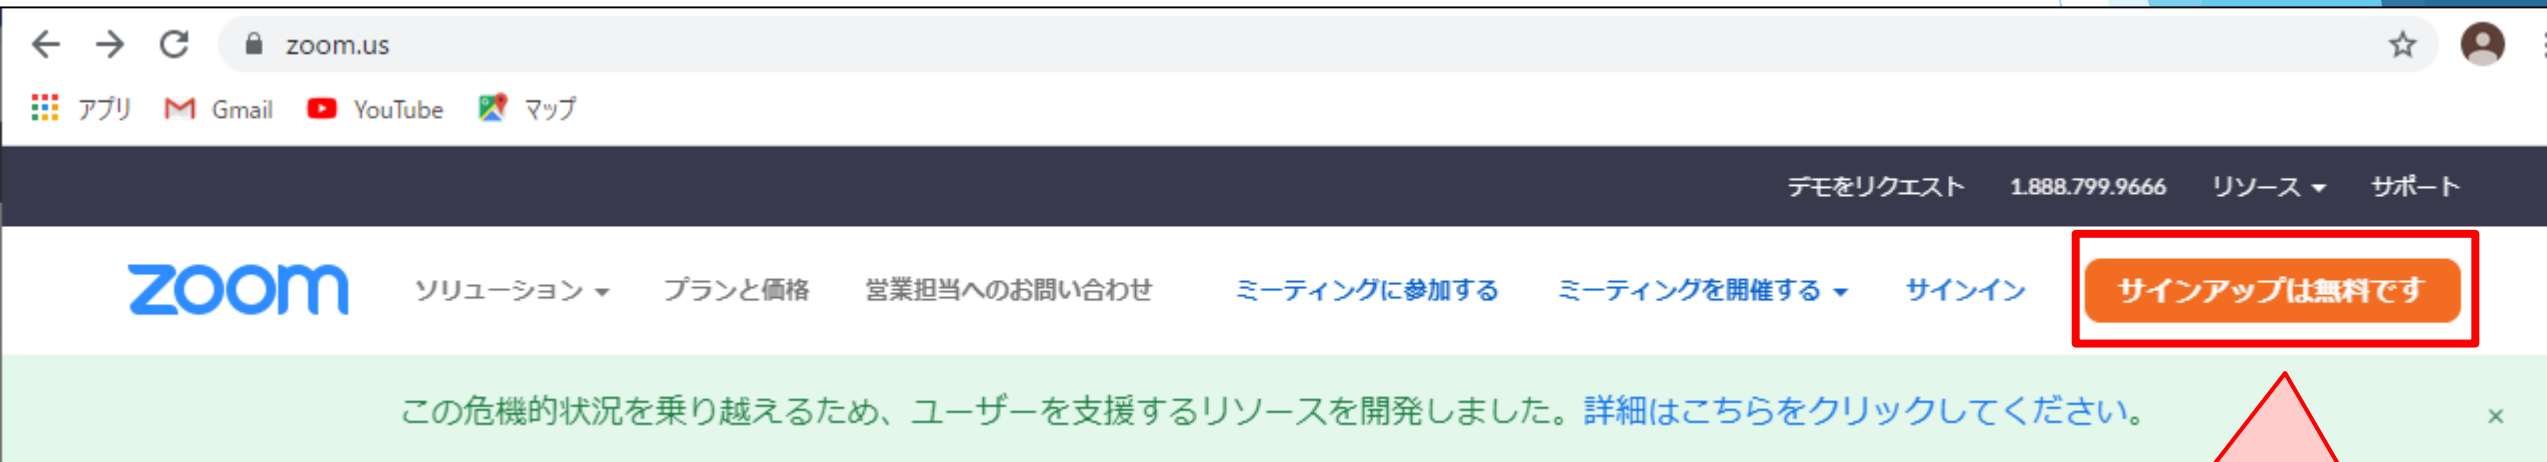 zoom.us
アプリ Gmail YouTube マップ
デモをリクエスト 1.888.799.9666 リソース サポート
zoom ソリューション プランと価格 営業担当へのお問い合わせ ミーティングに参加する ミーティングを開催する サインイン サインアップは無料です
この危機的状況を乗り越えるため、ユーザーを支援するリソースを開発しました。詳細はこちらをクリックしてください。 ×